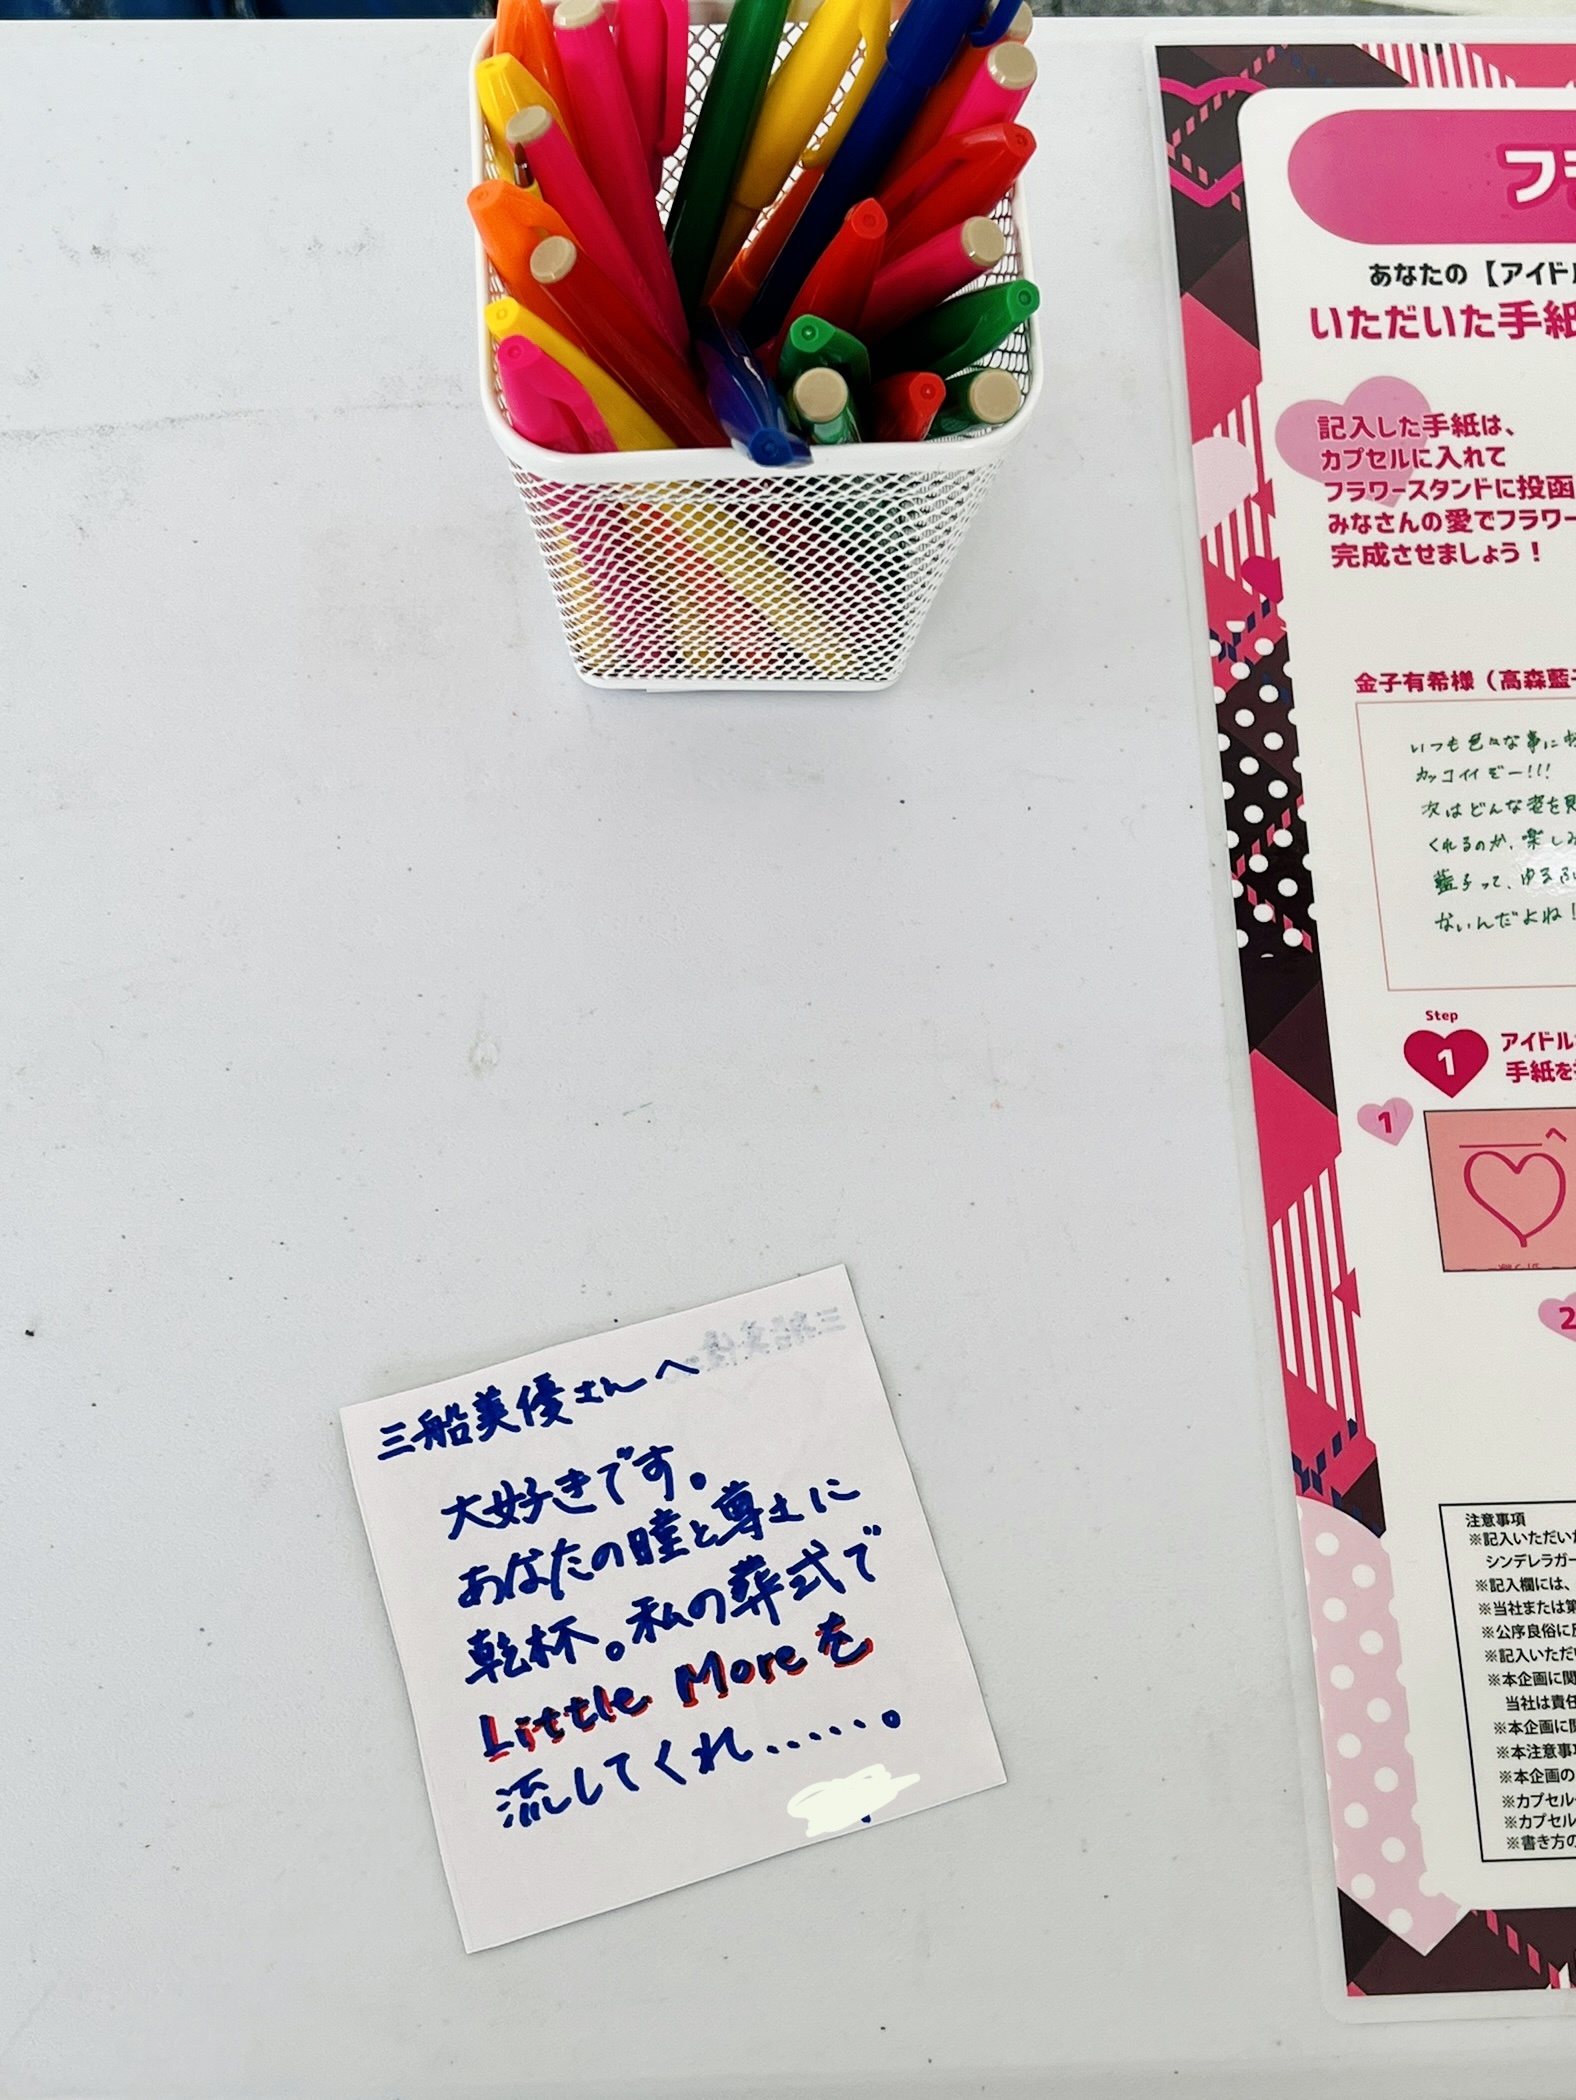 あなたの【アイド
いただいた手紙
記入した手紙は、
カプセルに入れて
フラワースタンドに投函
みなさんの愛でフラワー
完成させましょう！
金子有希様（高森藍
いつも色々な事に
カッコイイぞー!!!
次はどんな姿を見
くれるのか、楽しみ
藍子って、ゆるふ
ないんだよね！
Step
1
アイドル
手紙を
1
へ
2
注意事項
※記入いただい
シンデレラガー
※記入欄には、
※当社または第
※公序良俗に
※記入いただ
※本企画に関
当社は責任
※本企画に
※本注意事
※本企画の
※カプセル
※カプセル
※書き方の
三船美優さんへ
大好きです。
あなたの瞳と尊さに
乾杯。私の葬式で
Little Moreを
流してくれ……。